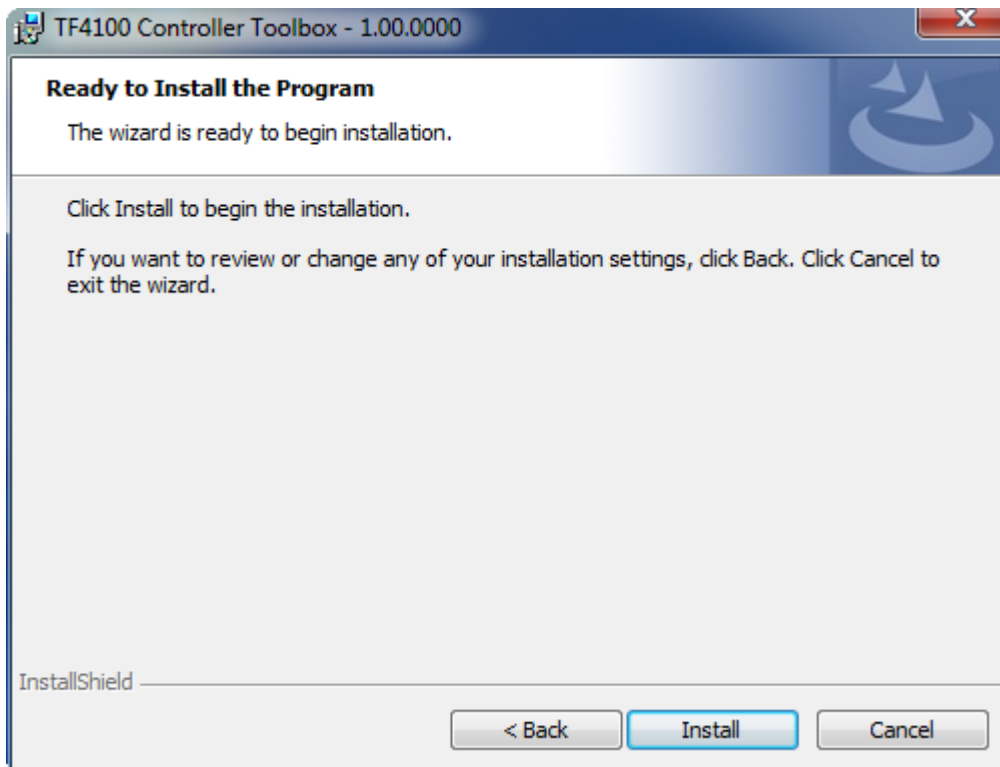 TF4100 Controller Toolbox - 1.00.0000
X
Ready to Install the Program
The wizard is ready to begin installation.
Click Install to begin the installation.
If you want to review or change any of your installation settings, click Back. Click Cancel to
exit the wizard.
InstallShield
< Back
Install
Cancel